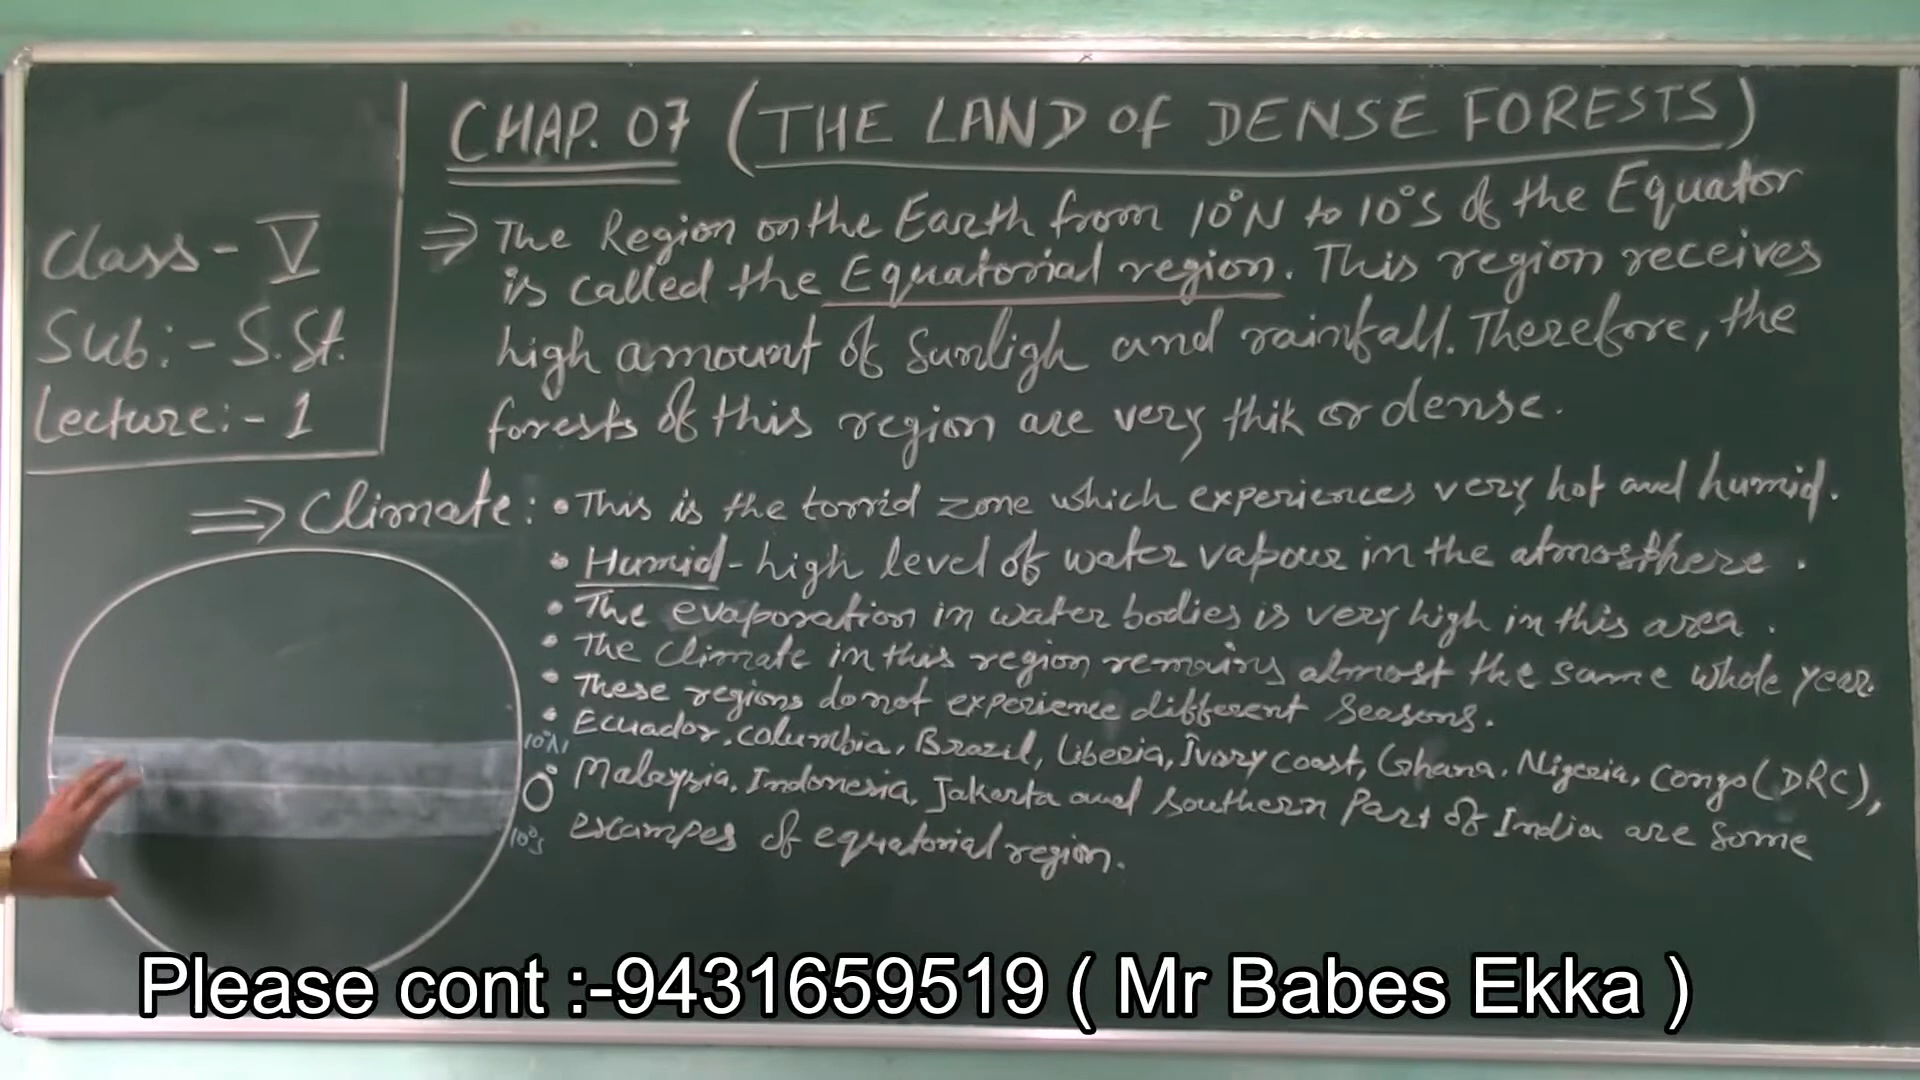 CHAP. 07 (THE LAND of DENSE FORESTS)
Class - V
Sub: - S.St.
Lecture: - 1
⇒ The Region on the Earth from 10°N to 10°S of the Equator
is called the Equatorial region. This region receives
high amount of Sunligh and rainfall. Therefore, the
forests of this region are very thik or dense.
⇒ Climate: • This is the torrid zone which experiences very hot and humid.
• Humid - high level of water vapour in the atmosthere.
• The evaporation in water bodies is very high in this area.
• The climate in this region remains almost the same whole year.
• These regions do not experience different seasons.
• Ecuador, columbia, Brazil, Liberia, Ivory coast, Ghana, Nigeria, Congo (DRC),
Malaysia, Indonesia, Jakarta and Southern Part of India are some
exampes of equatorial region.
10°N
0°
10°S
Please cont :-9431659519 ( Mr Babes Ekka )